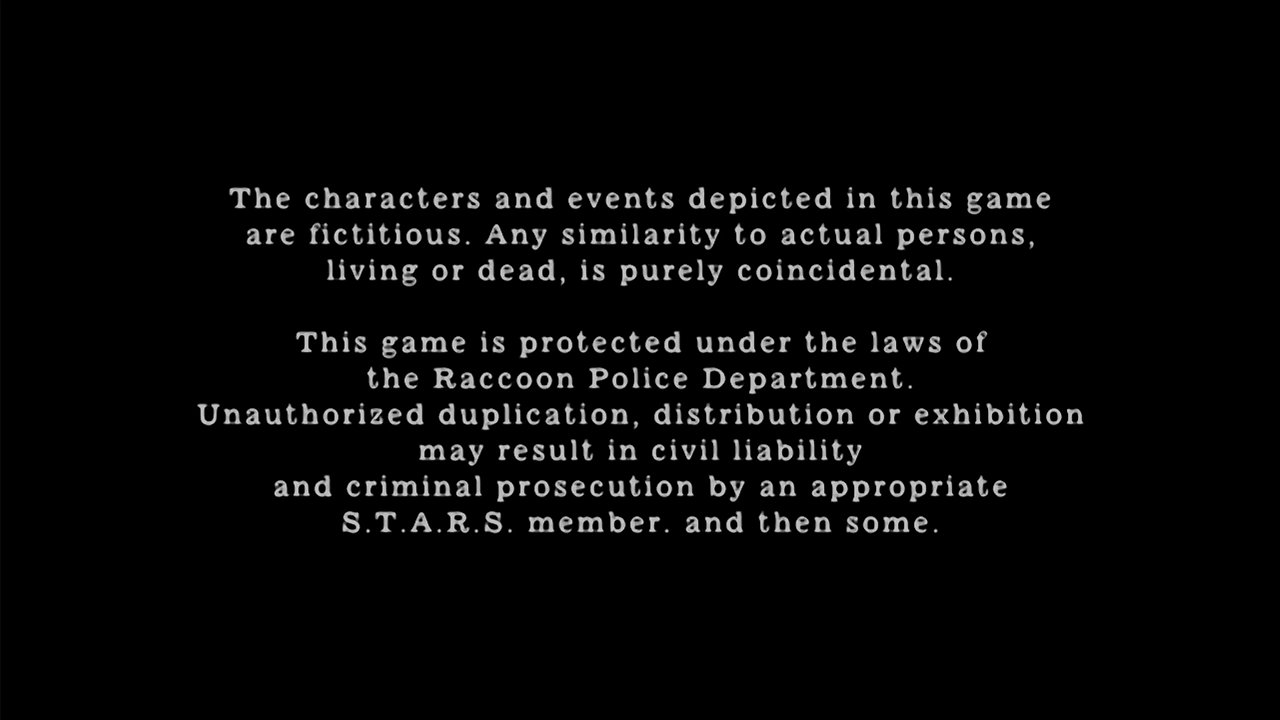 The characters and events depicted in this game
are fictitious. Any similarity to actual persons,
living or dead, is purely coincidental.
This game is protected under the laws of
the Raccoon Police Department.
Unauthorized duplication, distribution or exhibition
may result in civil liability
and criminal prosecution by an appropriate
S.T.A.R.S. member. and then some.